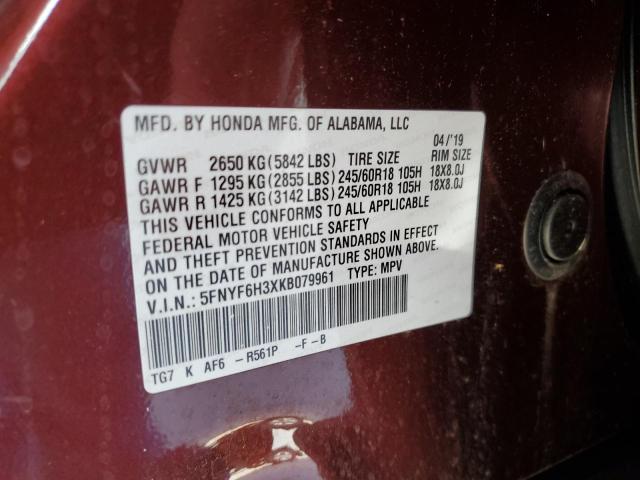 MFD. BY HONDA MFG. OF ALABAMA, LLC
04/'19
GVWR 2650 KG (5842 LBS) TIRE SIZE RIM SIZE
GAWR F 1295 KG (2855 LBS) 245/60R18 105H 18X8.0J
GAWR R 1425 KG (3142 LBS) 245/60R18 105H 18X8.0J
THIS VEHICLE CONFORMS TO ALL APPLICABLE
FEDERAL MOTOR VEHICLE SAFETY
AND THEFT PREVENTION STANDARDS IN EFFECT
ON THE DATE OF MANUFACTURE SHOWN ABOVE.
V.I.N.: 5FNYF6H3XKB079961 TYPE: MPV
TG7 K AF6 -R561P -F-B